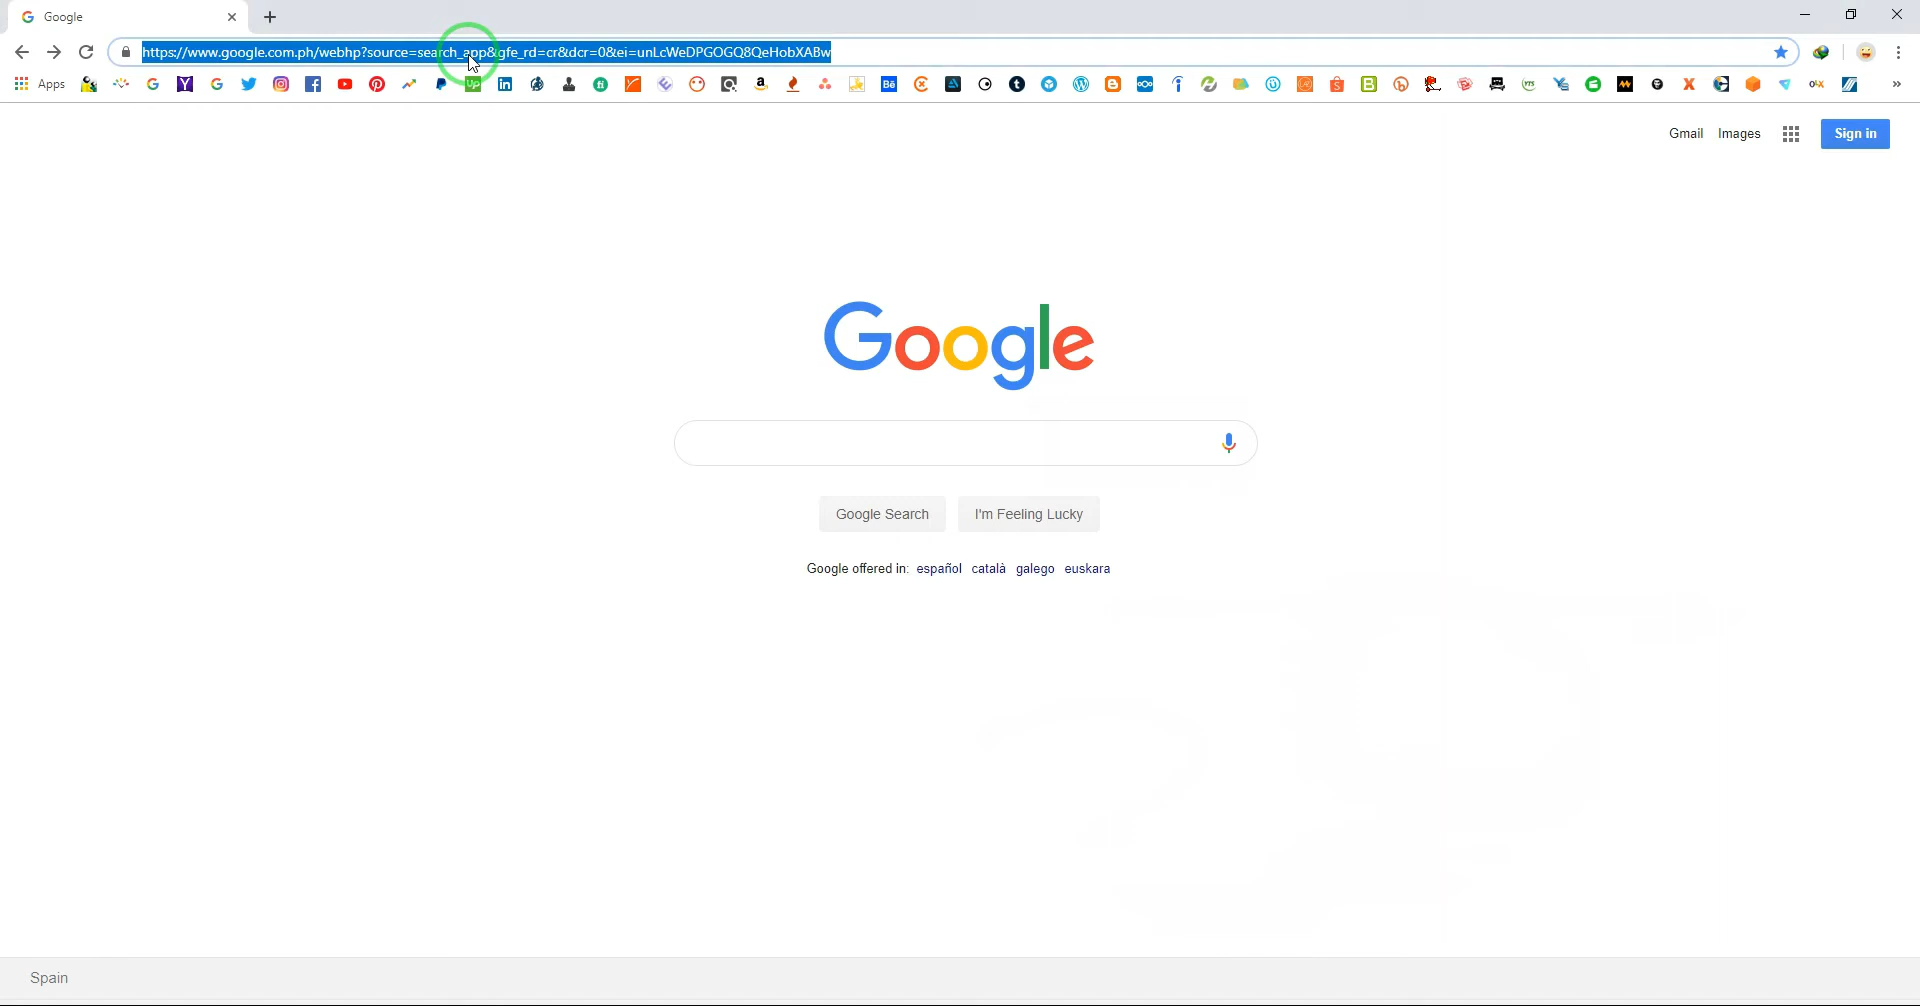 Google
https://www.google.com.ph/webhp?source=search_app&gfe_rd=cr&dcr=0&ei=unLcWeDPGOGQ8QeHobXABw
Apps
Gmail Images Sign in
Google
Google Search I'm Feeling Lucky
Google offered in: español català galego euskara
Spain